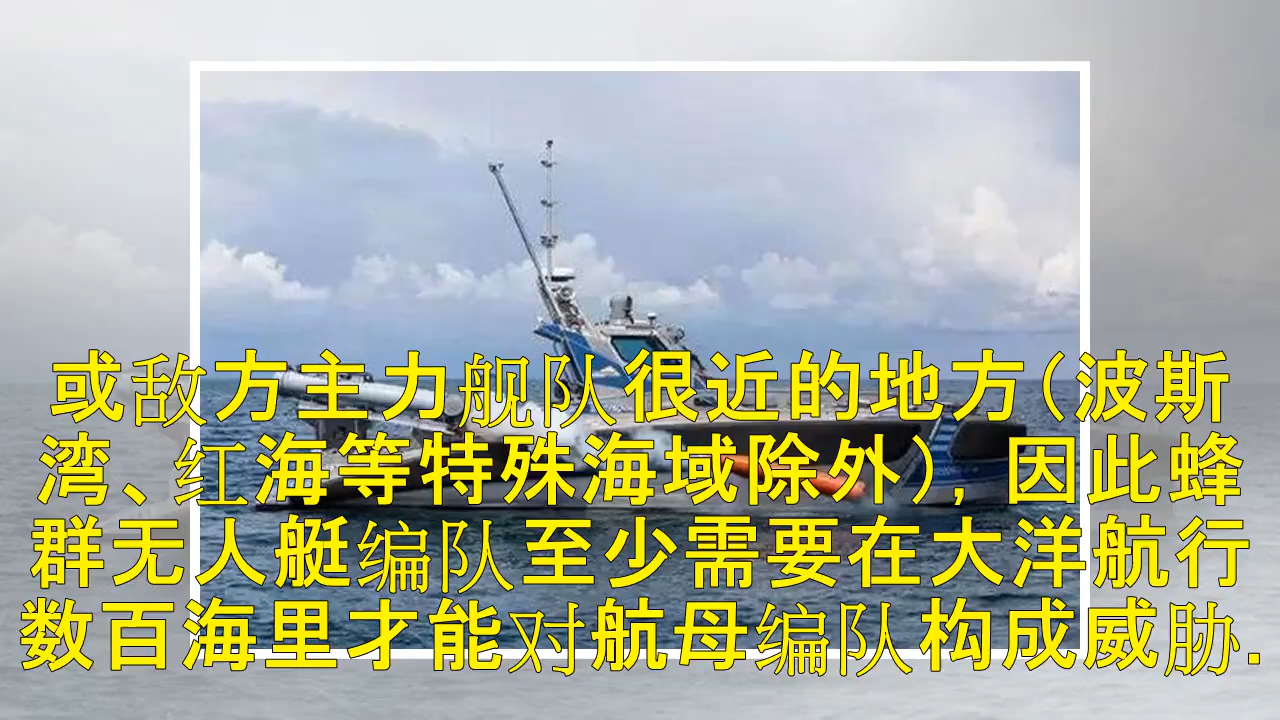 或敌方主力舰队很近的地方(波斯
湾、红海等特殊海域除外),因此蜂
群无人艇编队至少需要在大洋航行
数百海里才能对航母编队构成威胁.